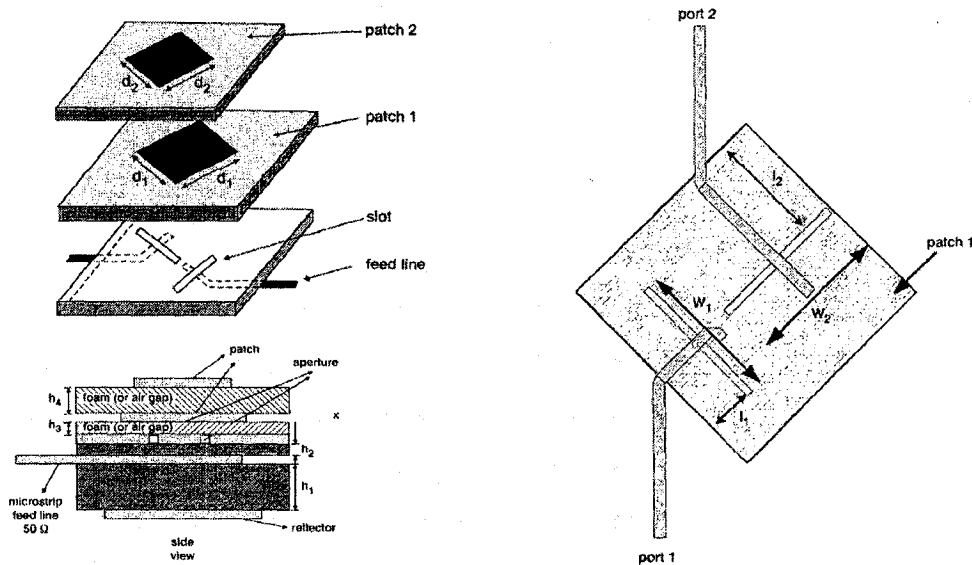 patch 2
d2
d2
patch 1
d1
d1
slot
feed line
patch
aperture
h4
foam (or air gap)
x
h3
foam (or air gap)
h2
h1
microstrip
feed line
50 Ω
reflector
side
view
port 2
l2
patch 1
W1
W2
l1
port 1